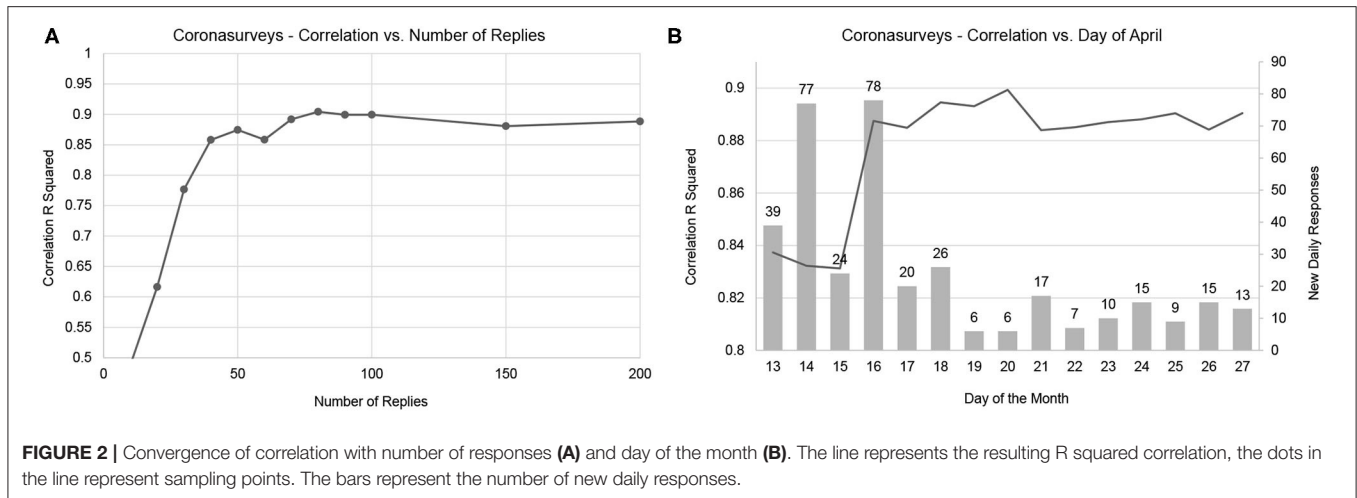 A
Coronasurveys - Correlation vs. Number of Replies
1
0.95
0.9
0.85
0.8
0.75
0.7
0.65
0.6
0.55
0.5
Correlation R Squared
0 50 100 150 200
Number of Replies
B
Coronasurveys - Correlation vs. Day of April
0.9
0.88
0.86
0.84
0.82
0.8
Correlation R Squared
39 77 24 78 20 26 6 6 17 7 10 15 9 15 13
90
80
70
60
50
40
30
20
10
0
New Daily Responses
13 14 15 16 17 18 19 20 21 22 23 24 25 26 27
Day of the Month
FIGURE 2 | Convergence of correlation with number of responses (A) and day of the month (B). The line represents the resulting R squared correlation, the dots in
the line represent sampling points. The bars represent the number of new daily responses.